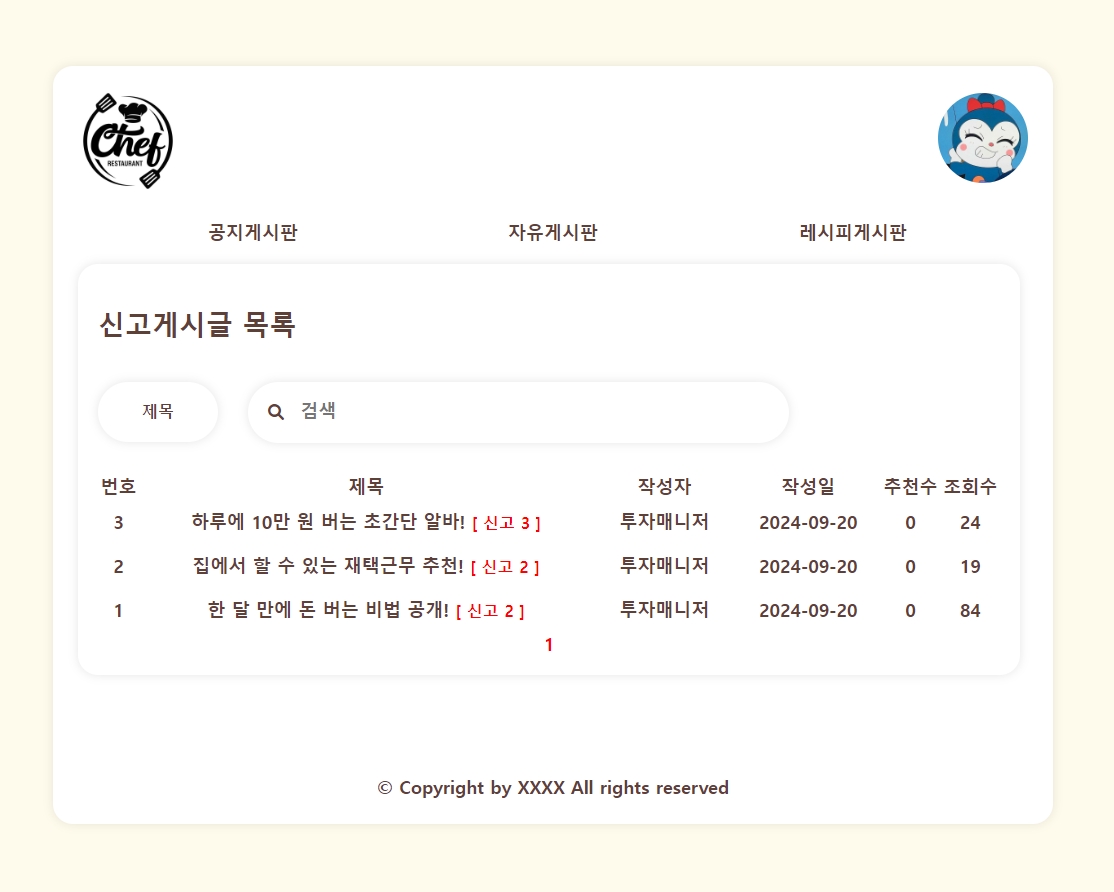 Chef
RESTAURANT
공지게시판 자유게시판 레시피게시판
신고게시글 목록
제목 검색
번호 제목 작성자 작성일 추천수 조회수
3 하루에 10만 원 버는 초간단 알바! [ 신고 3 ] 투자매니저 2024-09-20 0 24
2 집에서 할 수 있는 재택근무 추천! [ 신고 2 ] 투자매니저 2024-09-20 0 19
1 한 달 만에 돈 버는 비법 공개! [ 신고 2 ] 투자매니저 2024-09-20 0 84
1
© Copyright by XXXX All rights reserved